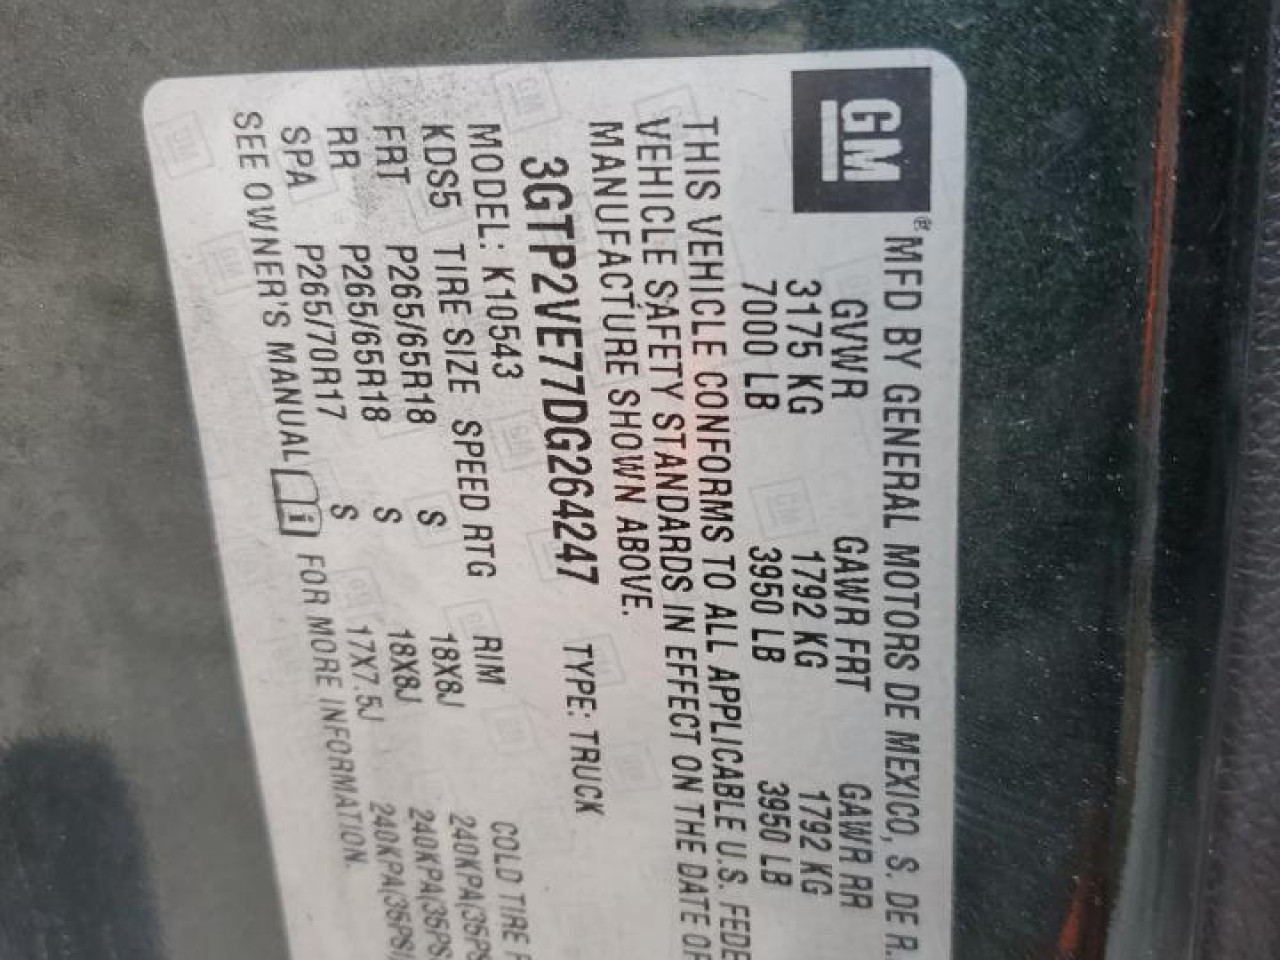 GM
® MFD BY GENERAL MOTORS DE MEXICO, S. DE R.
GVWR GAWR FRT GAWR RR
3175 KG 1792 KG 1792 KG
7000 LB 3950 LB 3950 LB
THIS VEHICLE CONFORMS TO ALL APPLICABLE U.S. FEDE
VEHICLE SAFETY STANDARDS IN EFFECT ON THE DATE OF
MANUFACTURE SHOWN ABOVE.
3GTP2VE77DG264247 TYPE: TRUCK
MODEL: K10543
KDS5 TIRE SIZE SPEED RTG RIM COLD TIRE P
FRT P265/65R18 S 18X8J 240KPA(35PS
RR P265/65R18 S 18X8J 240KPA(35PS
SPA P265/70R17 S 17X7.5J 240KPA(35PSI
SEE OWNER'S MANUAL i FOR MORE INFORMATION.